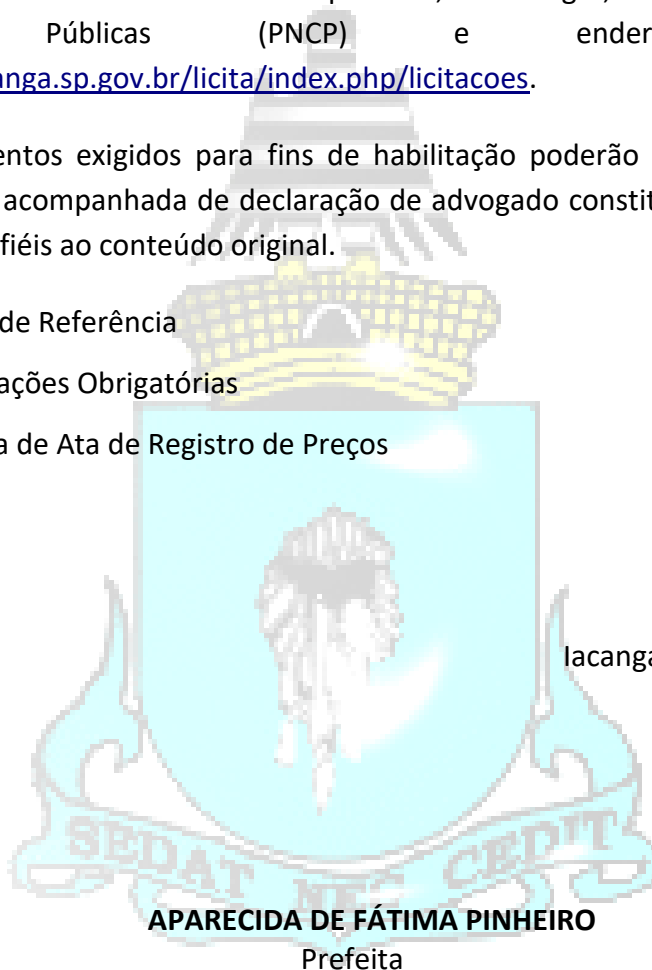 Públicas (PNCP) e ender
anga.sp.gov.br/licita/index.php/licitacoes.
entos exigidos para fins de habilitação poderão
acompanhada de declaração de advogado constit
fiéis ao conteúdo original.
de Referência
ações Obrigatórias
a de Ata de Registro de Preços
Iacanga
SEDAT NEC CEDIT
APARECIDA DE FÁTIMA PINHEIRO
Prefeita